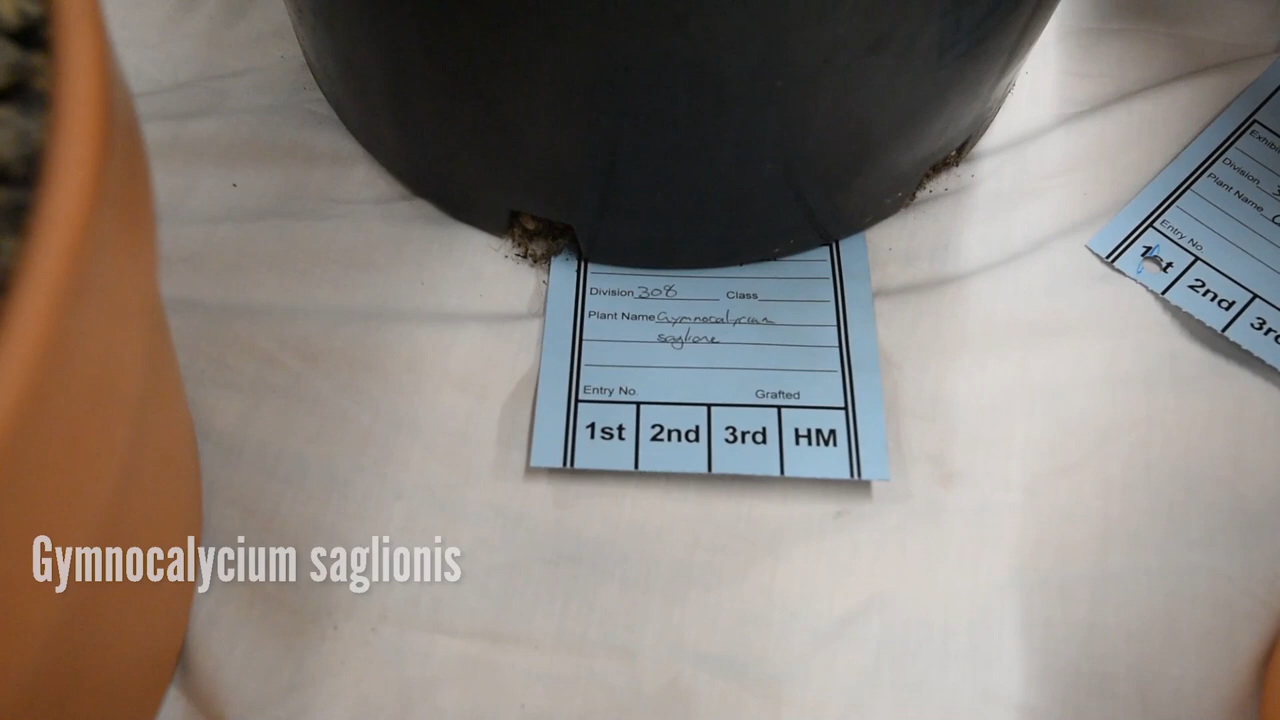 Division 308 Class
Plant Name Gymnocalycium
saglione
Entry No. Grafted
1st 2nd 3rd HM
Division
Plant Name
Entry No.
1st 2nd
Gymnocalycium saglionis